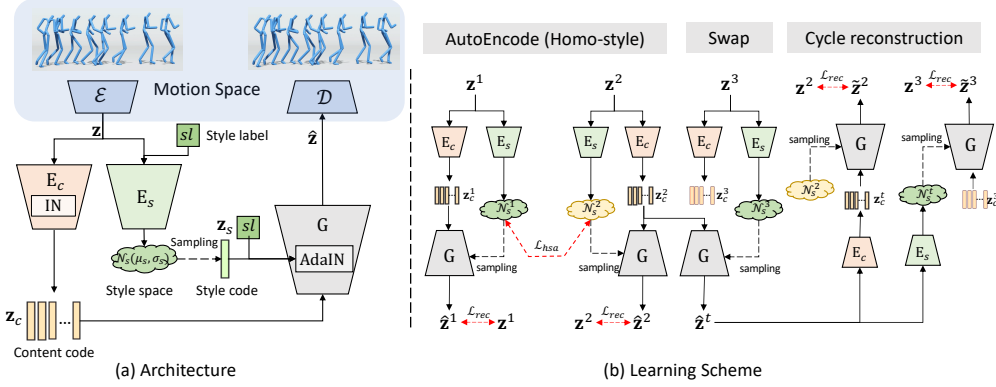 Motion Space
ℰ
𝒟
z
ẑ
sl
Style label
E_c
IN
E_s
G
AdaIN
z_s
sl
Sampling
𝒩_s(μ_s, σ_s)
Style space
Style code
z_c
...
Content code
(a) Architecture
AutoEncode (Homo-style)
Swap
Cycle reconstruction
z^1
z^2
z^3
z^2
ℒ_rec
z̃^2
z^3
ℒ_rec
z̃^3
E_c
E_s
E_s
E_c
E_c
E_s
sampling
G
sampling
G
z_c^1
𝒩_s^1
𝒩_s^2
z_c^2
z_c^3
𝒩_s^3
𝒩_s^2
z_c^t
𝒩_s^t
z_c^3
G
sampling
ℒ_hsa
sampling
G
G
sampling
E_c
E_s
ẑ^1
ℒ_rec
z^1
z^2
ℒ_rec
ẑ^2
ẑ^t
(b) Learning Scheme